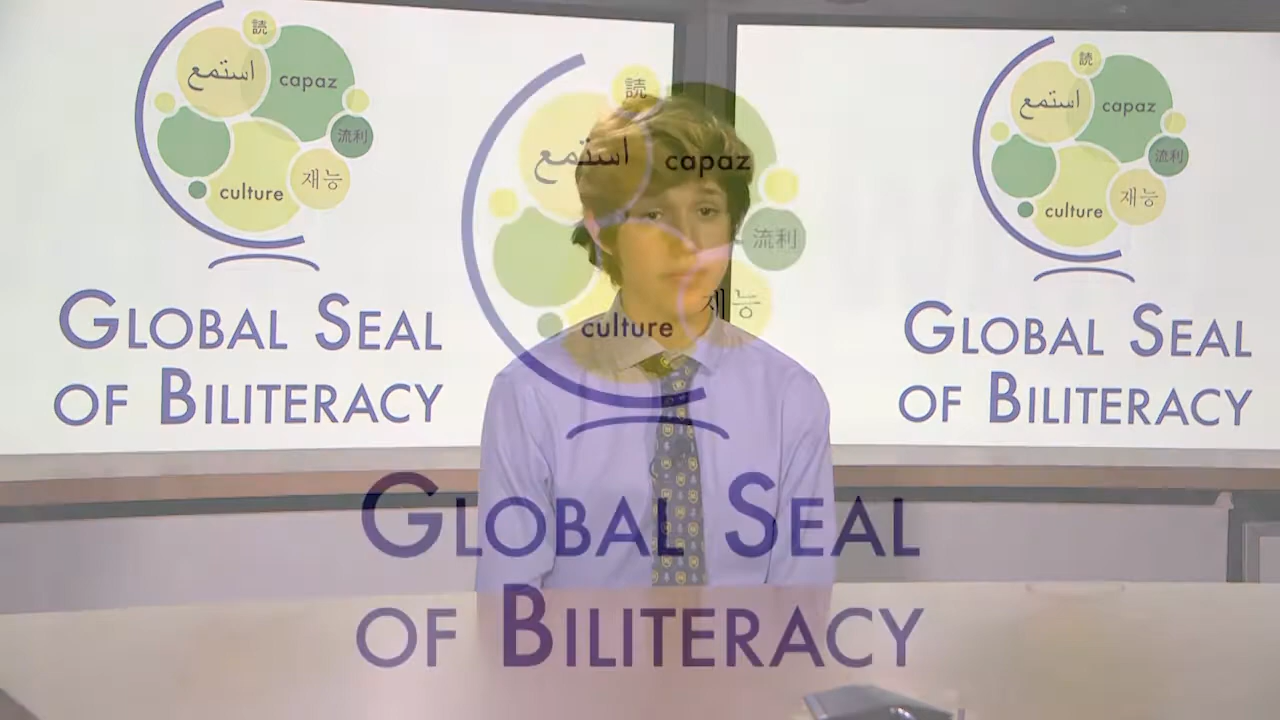 読
استمع
capaz
流利
culture
재능
GLOBAL SEAL
OF BILITERACY
読
استمع
capaz
流利
재능
culture
GLOBAL SEAL
OF BILITERACY
読
استمع
capaz
流利
재능
culture
GLOBAL SEAL
OF BILITERACY